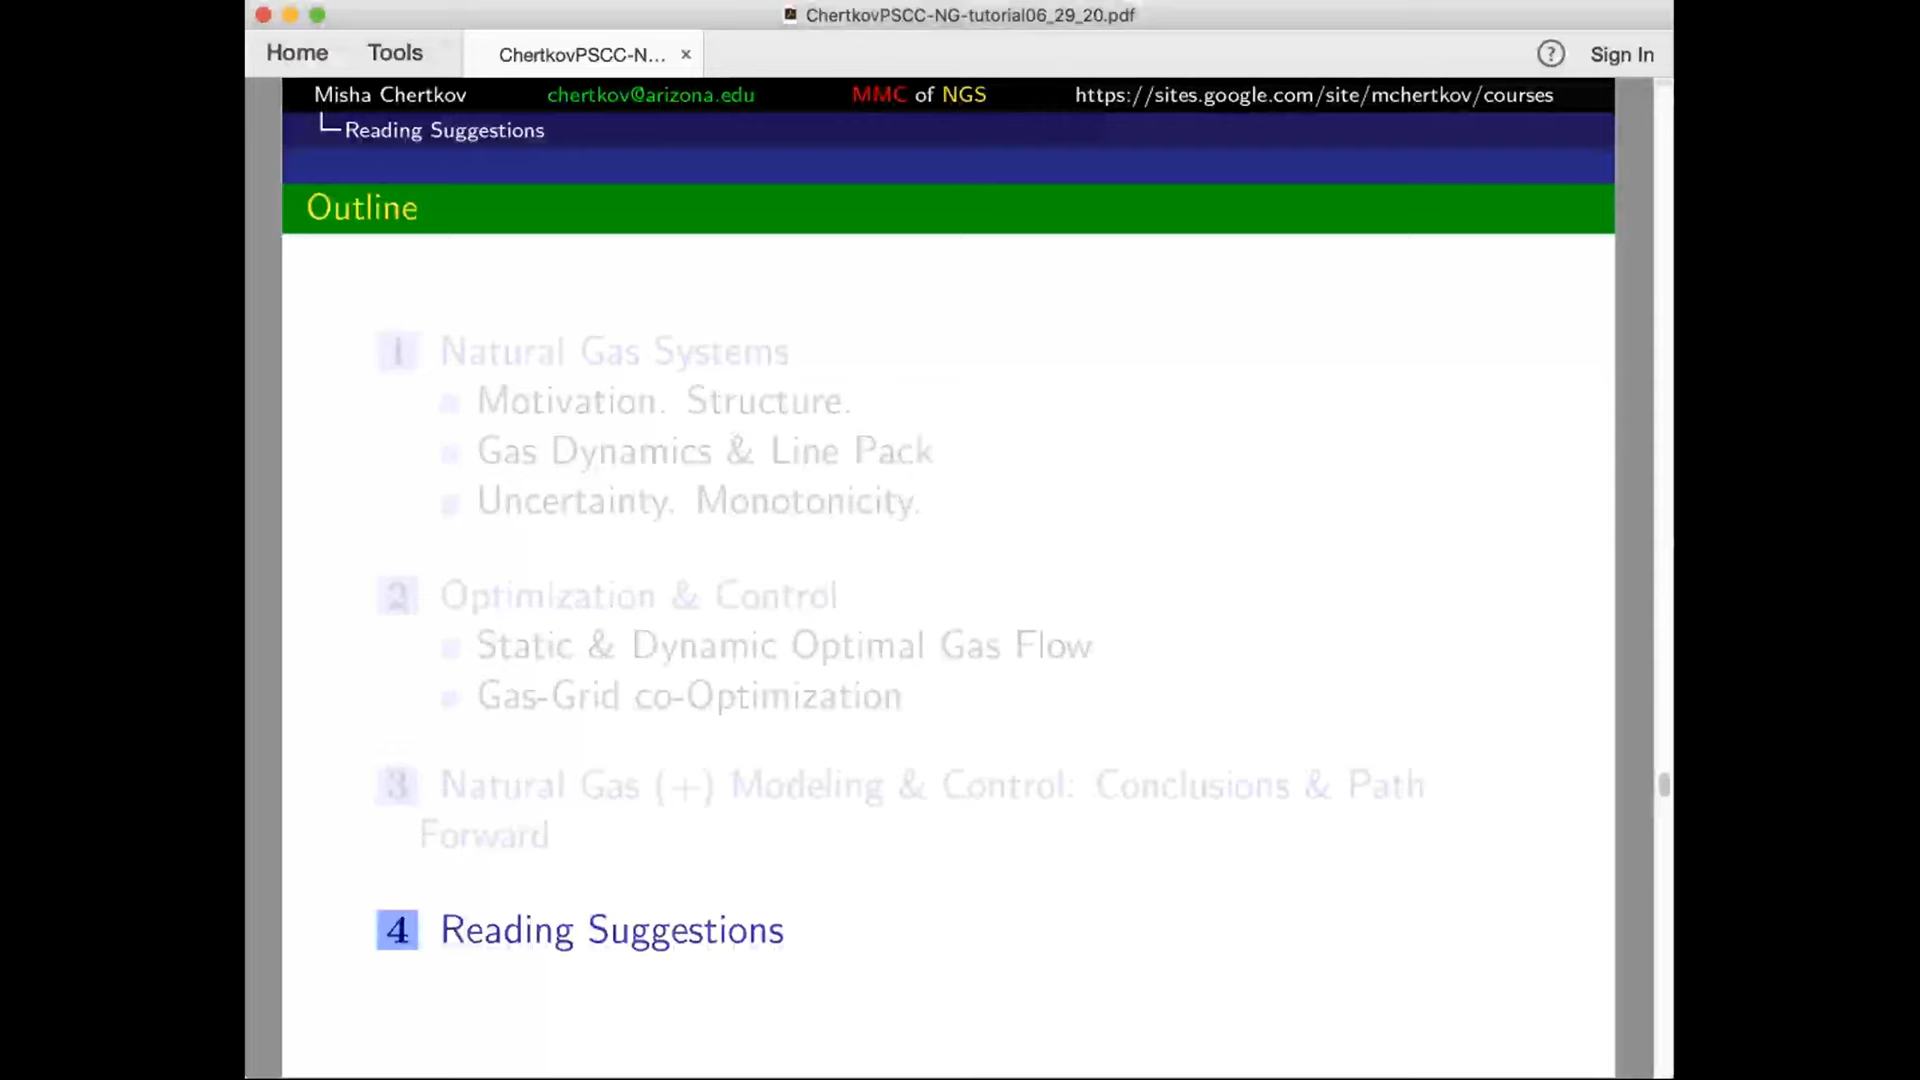 ChertkovPSCC-NG-tutorial06_29_20.pdf
Home Tools ChertkovPSCC-N... × ? Sign In
Misha Chertkov chertkov@arizona.edu MMC of NGS https://sites.google.com/site/mchertkov/courses
Reading Suggestions
Outline
1 Natural Gas Systems
Motivation. Structure.
Gas Dynamics & Line Pack
Uncertainty. Monotonicity.
2 Optimization & Control
Static & Dynamic Optimal Gas Flow
Gas-Grid co-Optimization
3 Natural Gas (+) Modeling & Control: Conclusions & Path
Forward
4 Reading Suggestions